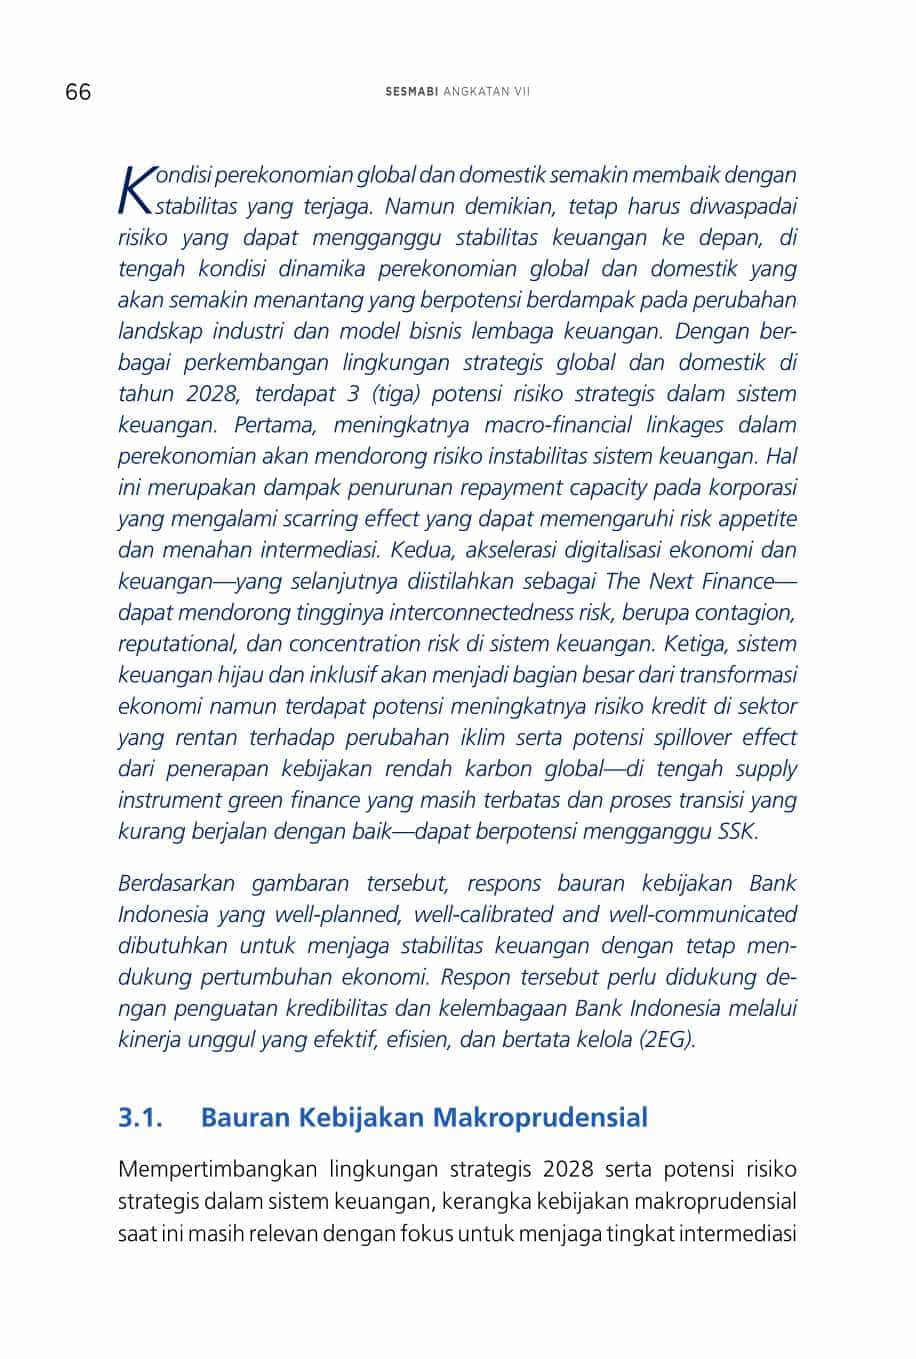 66
SESMABI ANGKATAN VII
Kondisi perekonomian global dan domestik semakin membaik dengan
stabilitas yang terjaga. Namun demikian, tetap harus diwaspadai
risiko yang dapat mengganggu stabilitas keuangan ke depan, di
tengah kondisi dinamika perekonomian global dan domestik yang
akan semakin menantang yang berpotensi berdampak pada perubahan
landskap industri dan model bisnis lembaga keuangan. Dengan ber-
bagai perkembangan lingkungan strategis global dan domestik di
tahun 2028, terdapat 3 (tiga) potensi risiko strategis dalam sistem
keuangan. Pertama, meningkatnya macro-financial linkages dalam
perekonomian akan mendorong risiko instabilitas sistem keuangan. Hal
ini merupakan dampak penurunan repayment capacity pada korporasi
yang mengalami scarring effect yang dapat memengaruhi risk appetite
dan menahan intermediasi. Kedua, akselerasi digitalisasi ekonomi dan
keuangan—yang selanjutnya diistilahkan sebagai The Next Finance—
dapat mendorong tingginya interconnectedness risk, berupa contagion,
reputational, dan concentration risk di sistem keuangan. Ketiga, sistem
keuangan hijau dan inklusif akan menjadi bagian besar dari transformasi
ekonomi namun terdapat potensi meningkatnya risiko kredit di sektor
yang rentan terhadap perubahan iklim serta potensi spillover effect
dari penerapan kebijakan rendah karbon global—di tengah supply
instrument green finance yang masih terbatas dan proses transisi yang
kurang berjalan dengan baik—dapat berpotensi mengganggu SSK.
Berdasarkan gambaran tersebut, respons bauran kebijakan Bank
Indonesia yang well-planned, well-calibrated and well-communicated
dibutuhkan untuk menjaga stabilitas keuangan dengan tetap men-
dukung pertumbuhan ekonomi. Respon tersebut perlu didukung de-
ngan penguatan kredibilitas dan kelembagaan Bank Indonesia melalui
kinerja unggul yang efektif, efisien, dan bertata kelola (2EG).
3.1. Bauran Kebijakan Makroprudensial
Mempertimbangkan lingkungan strategis 2028 serta potensi risiko
strategis dalam sistem keuangan, kerangka kebijakan makroprudensial
saat ini masih relevan dengan fokus untuk menjaga tingkat intermediasi